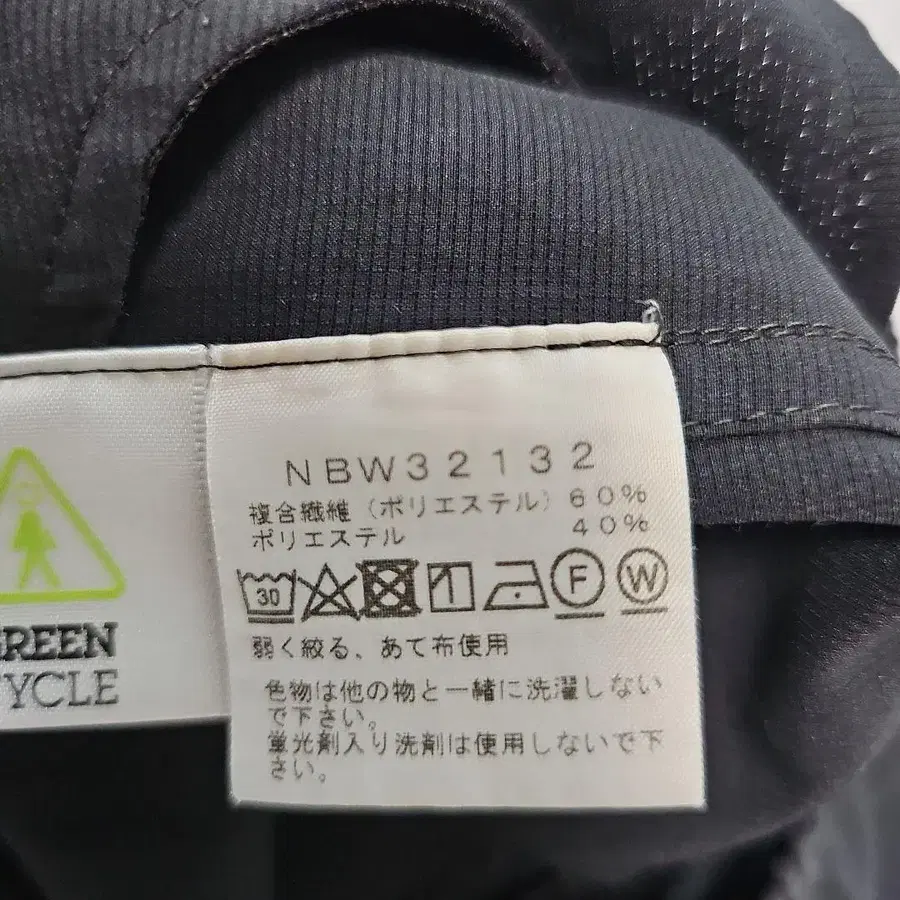 GREEN
CYCLE
NBW32132
複合繊維（ポリエステル）60%
ポリエステル 40%
30 F W
弱く絞る、あて布使用
色物は他の物と一緒に洗濯しない
で下さい。
蛍光剤入り洗剤は使用しないで下
さい。